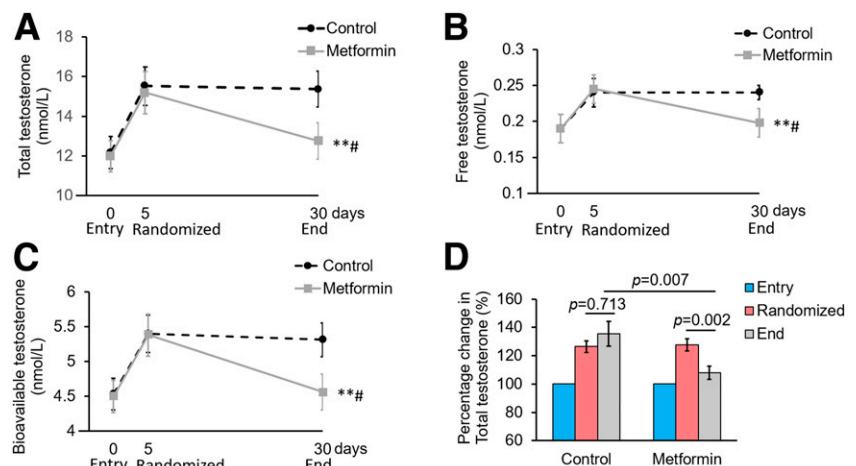 A
Control
Metformin
Total testosterone
(nmol/L)
18
16
14
12
10
**#
0 5 30 days
Entry Randomized End
B
Control
Metformin
Free testosterone
(nmol/L)
0.3
0.25
0.2
0.15
0.1
**#
0 5 30 days
Entry Randomized End
C
Control
Metformin
Bioavailable testosterone
(nmol/L)
6
5.5
5
4.5
4
**#
0 5 30 days
Entry Randomized End
D
Entry
Randomized
End
Percentage change in
Total testosterone (%)
160
140
120
100
80
60
p=0.007
p=0.713
p=0.002
Control Metformin